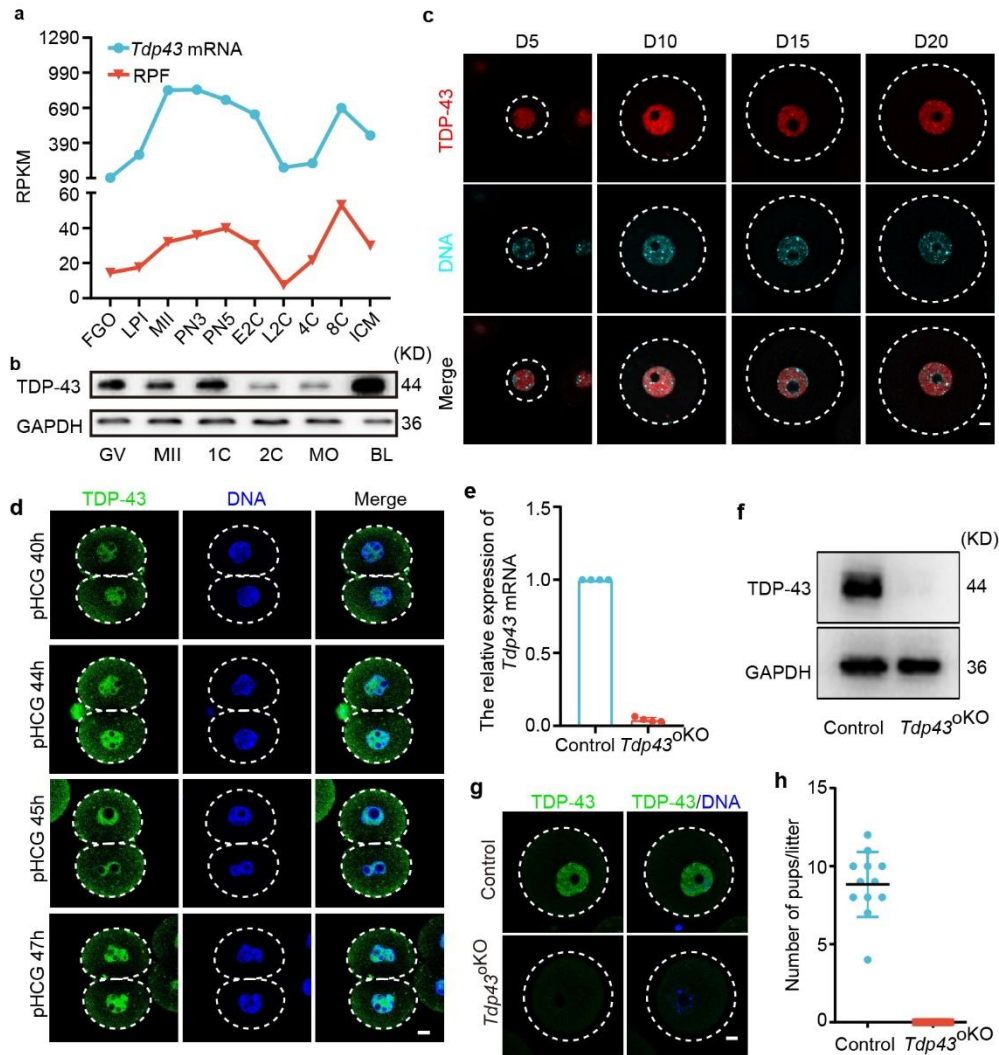 a
1290
990
690
390
90
60
40
20
0
RPKM
Tdp43 mRNA
RPF
FGO
LPI
MII
PN3
PN5
E2C
L2C
4C
8C
ICM
b
(KD)
TDP-43
44
GAPDH
36
GV MII 1C 2C MO BL
c
D5 D10 D15 D20
TDP-43
DNA
Merge
d
TDP-43 DNA Merge
pHCG 40h
pHCG 44h
pHCG 45h
pHCG 47h
e
The relative expression of
Tdp43 mRNA
1.5
1.0
0.5
0.0
Control Tdp43oKO
f
(KD)
TDP-43
44
GAPDH
36
Control Tdp43oKO
g
TDP-43 TDP-43/DNA
Control
Tdp43oKO
h
Number of pups/litter
15
10
5
0
Control Tdp43oKO